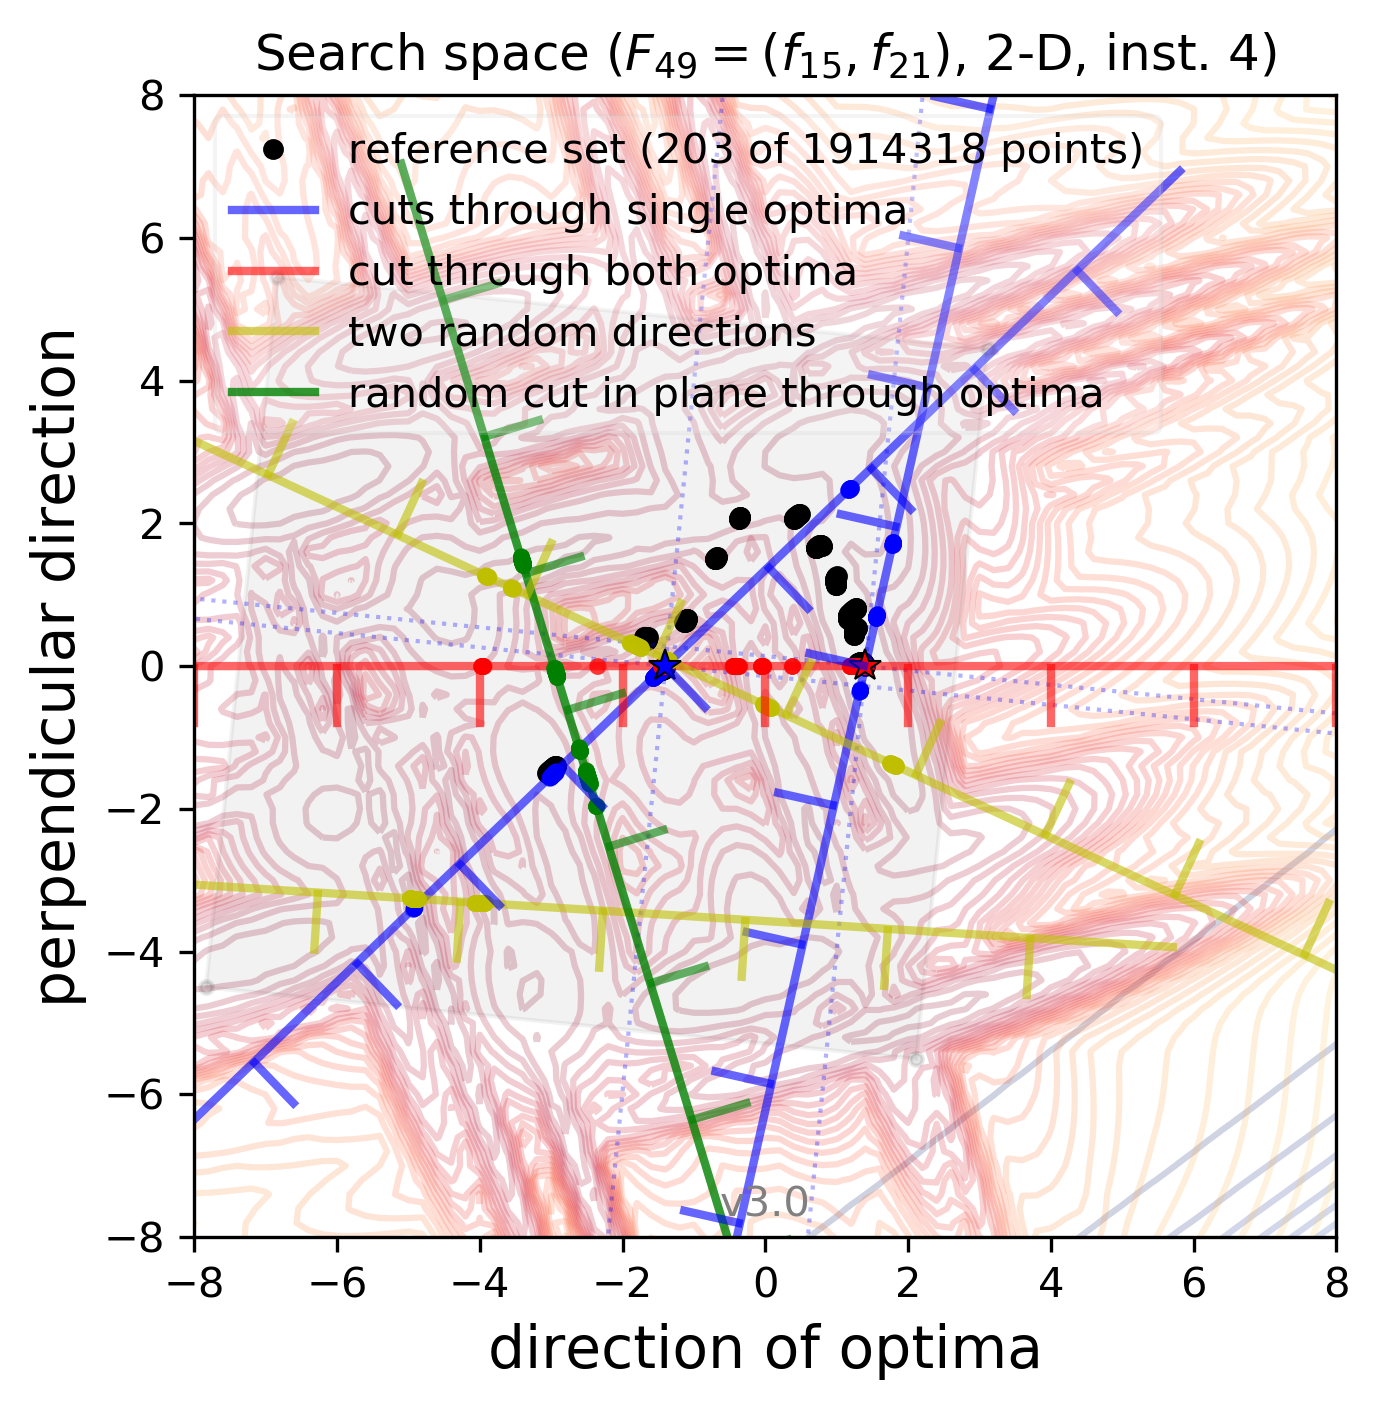 Search space (F₄₉ = (f₁₅, f₂₁), 2-D, inst. 4)
reference set (203 of 1914318 points)
cuts through single optima
cut through both optima
two random directions
random cut in plane through optima
8
6
4
2
0
−2
−4
−6
−8
perpendicular direction
v3.0
−8 −6 −4 −2 0 2 4 6 8
direction of optima